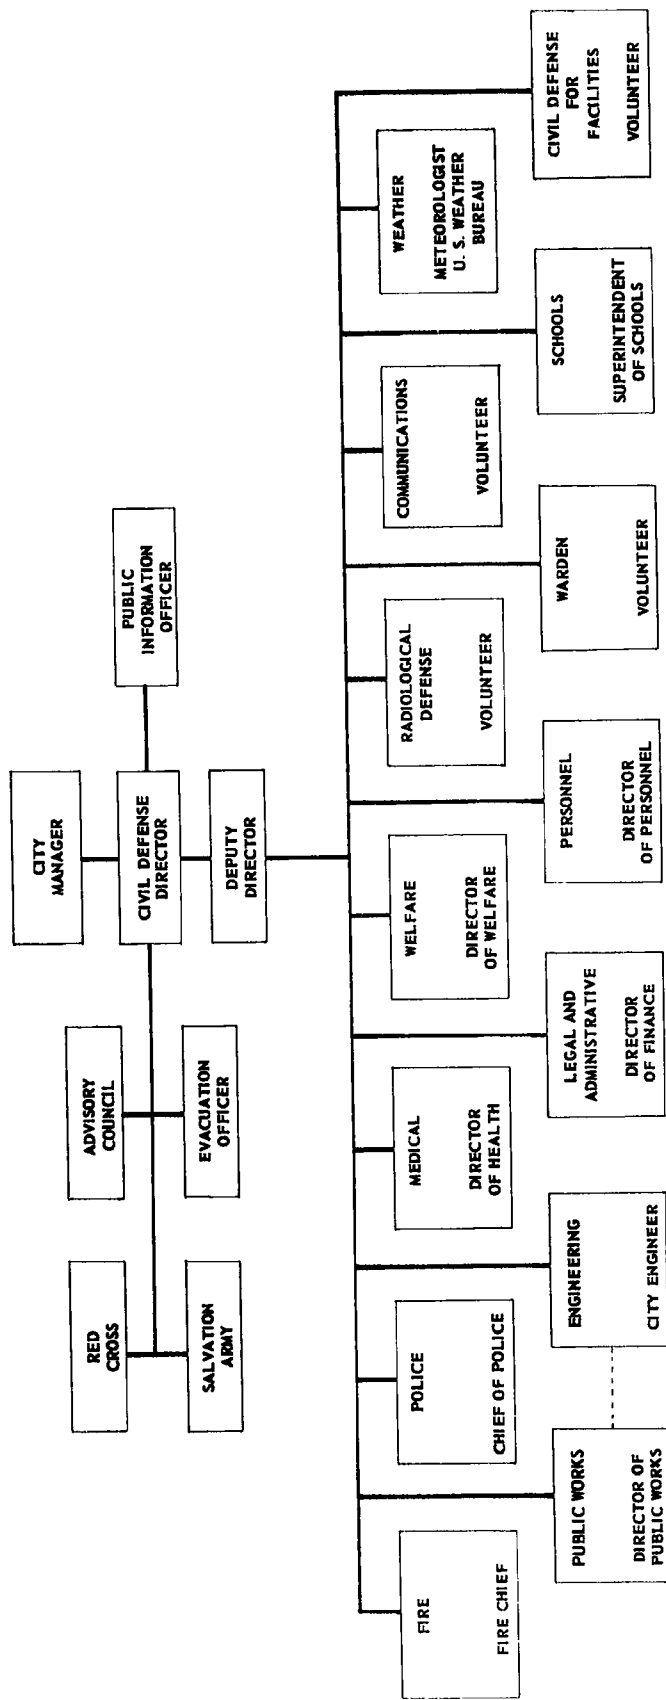 CITY
MANAGER
RED
CROSS
ADVISORY
COUNCIL
CIVIL DEFENSE
DIRECTOR
PUBLIC
INFORMATION
OFFICER
SALVATION
ARMY
EVACUATION
OFFICER
DEPUTY
DIRECTOR
FIRE
FIRE CHIEF
POLICE
CHIEF OF POLICE
MEDICAL
DIRECTOR
OF HEALTH
WELFARE
DIRECTOR
OF WELFARE
RADIOLOGICAL
DEFENSE
VOLUNTEER
COMMUNICATIONS
VOLUNTEER
WEATHER
METEOROLOGIST
U. S. WEATHER
BUREAU
PUBLIC WORKS
DIRECTOR OF
PUBLIC WORKS
ENGINEERING
CITY ENGINEER
LEGAL AND
ADMINISTRATIVE
DIRECTOR
OF FINANCE
PERSONNEL
DIRECTOR
OF PERSONNEL
WARDEN
VOLUNTEER
SCHOOLS
SUPERINTENDENT
OF SCHOOLS
CIVIL DEFENSE
FOR
FACILITIES
VOLUNTEER